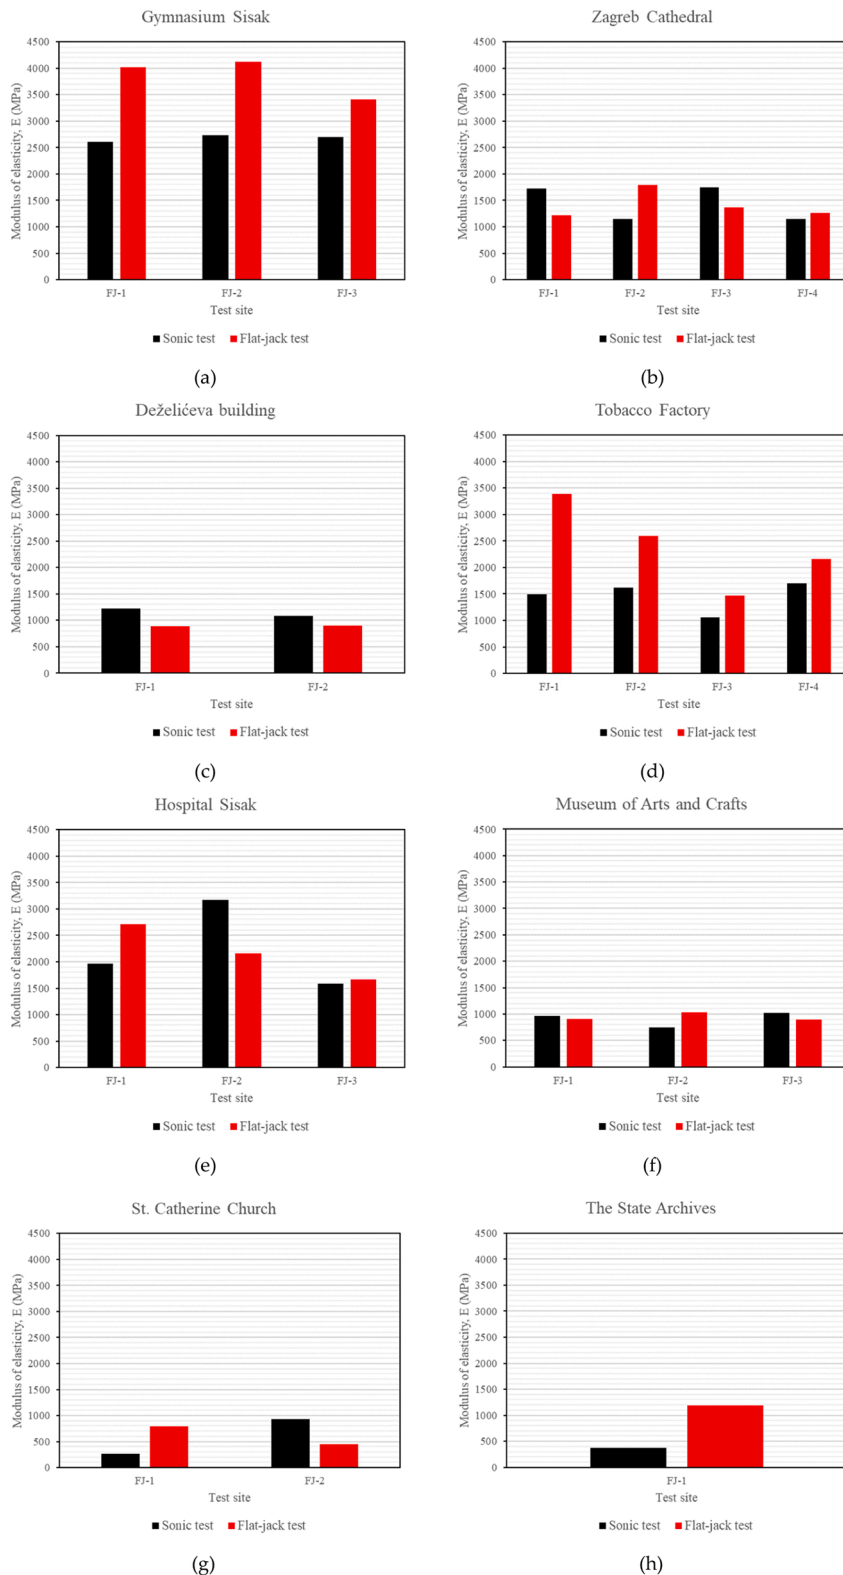 Gymnasium Sisak
Modulus of elasticity, E (MPa)
4500
4000
3500
3000
2500
2000
1500
1000
500
0
FJ-1 FJ-2 FJ-3
Test site
Sonic test Flat-jack test
(a)
Zagreb Cathedral
Modulus of elasticity, E (MPa)
4500
4000
3500
3000
2500
2000
1500
1000
500
0
FJ-1 FJ-2 FJ-3 FJ-4
Test site
Sonic test Flat-jack test
(b)
Deželićeva building
Modulus of elasticity, E (MPa)
4500
4000
3500
3000
2500
2000
1500
1000
500
0
FJ-1 FJ-2
Test site
Sonic test Flat-jack test
(c)
Tobacco Factory
Modulus of elasticity, E (MPa)
4500
4000
3500
3000
2500
2000
1500
1000
500
0
FJ-1 FJ-2 FJ-3 FJ-4
Test site
Sonic test Flat-jack test
(d)
Hospital Sisak
Modulus of elasticity, E (MPa)
4500
4000
3500
3000
2500
2000
1500
1000
500
0
FJ-1 FJ-2 FJ-3
Test site
Sonic test Flat-jack test
(e)
Museum of Arts and Crafts
Modulus of elasticity, E (MPa)
4500
4000
3500
3000
2500
2000
1500
1000
500
0
FJ-1 FJ-2 FJ-3
Test site
Sonic test Flat-jack test
(f)
St. Catherine Church
Modulus of elasticity, E (MPa)
4500
4000
3500
3000
2500
2000
1500
1000
500
0
FJ-1 FJ-2
Test site
Sonic test Flat-jack test
(g)
The State Archives
Modulus of elasticity, E (MPa)
4500
4000
3500
3000
2500
2000
1500
1000
500
0
FJ-1
Test site
Sonic test Flat-jack test
(h)